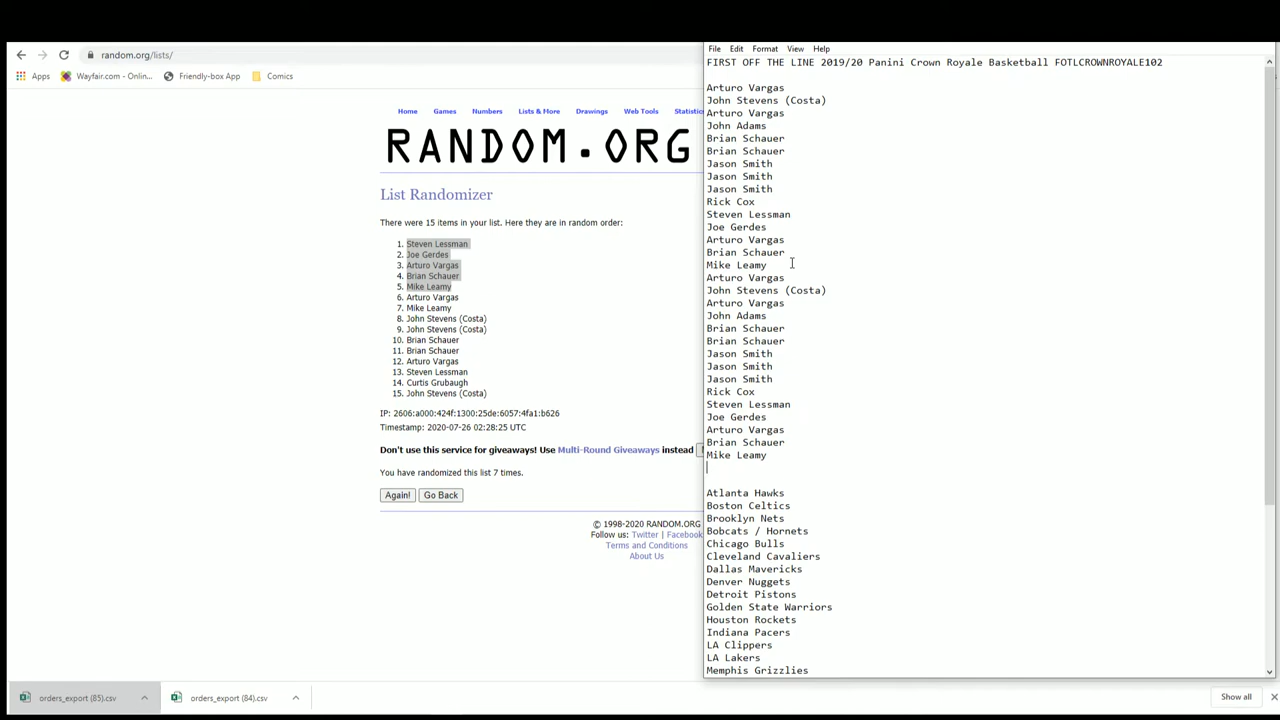 random.org/lists/
Apps
Wayfair.com - Onlin...
Friendly-box App
Comics
Home
Games
Numbers
Lists & More
Drawings
Web Tools
Statistic
RANDOM.ORG
List Randomizer
There were 15 items in your list. Here they are in random order:
1. Steven Lessman
2. Joe Gerdes
3. Arturo Vargas
4. Brian Schauer
5. Mike Leamy
6. Arturo Vargas
7. Mike Leamy
8. John Stevens (Costa)
9. John Stevens (Costa)
10. Brian Schauer
11. Brian Schauer
12. Arturo Vargas
13. Steven Lessman
14. Curtis Grubaugh
15. John Stevens (Costa)
IP: 2606:a000:424f:1300:25de:6057:4fa1:b626
Timestamp: 2020-07-26 02:28:25 UTC
Don't use this service for giveaways! Use Multi-Round Giveaways instead
You have randomized this list 7 times.
Again!
Go Back
© 1998-2020 RANDOM.ORG
Follow us: Twitter | Facebook
Terms and Conditions
About Us
File Edit Format View Help
FIRST OFF THE LINE 2019/20 Panini Crown Royale Basketball FOTLCROWNROYALE102
Arturo Vargas
John Stevens (Costa)
Arturo Vargas
John Adams
Brian Schauer
Brian Schauer
Jason Smith
Jason Smith
Jason Smith
Rick Cox
Steven Lessman
Joe Gerdes
Arturo Vargas
Brian Schauer
Mike Leamy
Arturo Vargas
John Stevens (Costa)
Arturo Vargas
John Adams
Brian Schauer
Brian Schauer
Jason Smith
Jason Smith
Jason Smith
Rick Cox
Steven Lessman
Joe Gerdes
Arturo Vargas
Brian Schauer
Mike Leamy
Atlanta Hawks
Boston Celtics
Brooklyn Nets
Bobcats / Hornets
Chicago Bulls
Cleveland Cavaliers
Dallas Mavericks
Denver Nuggets
Detroit Pistons
Golden State Warriors
Houston Rockets
Indiana Pacers
LA Clippers
LA Lakers
Memphis Grizzlies
orders_export (85).csv
orders_export (84).csv
Show all